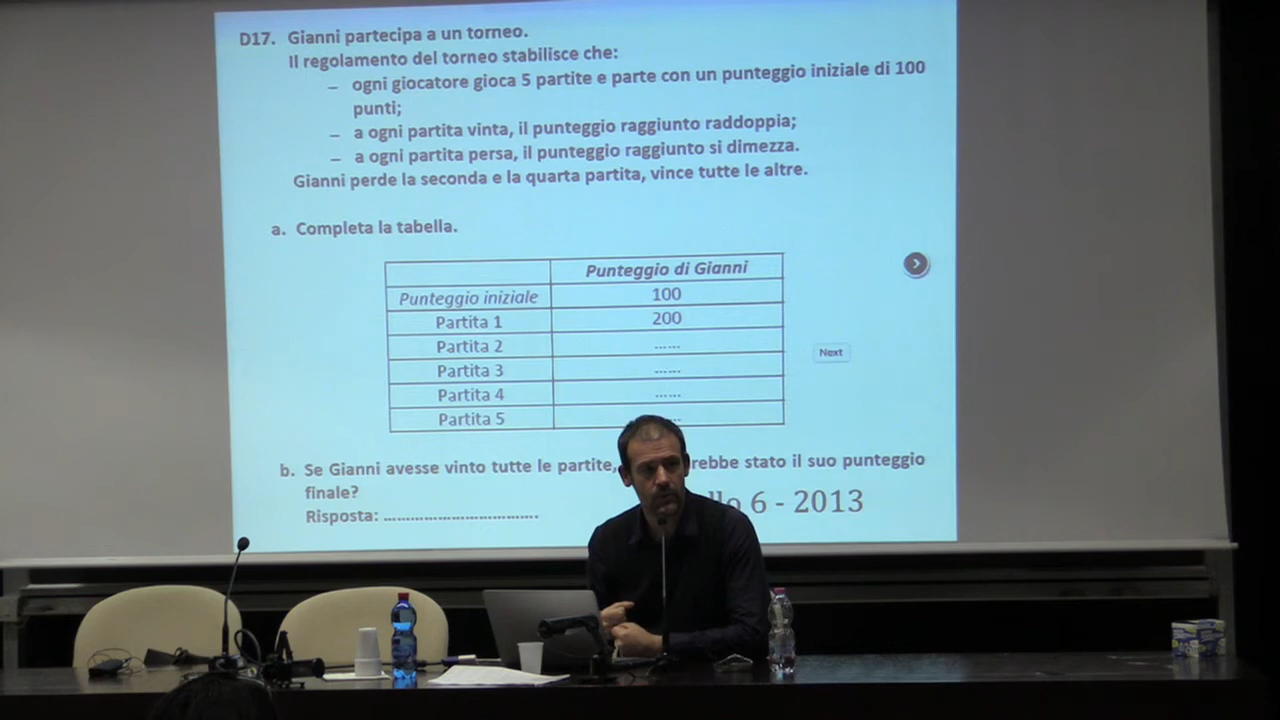 D17. Gianni partecipa a un torneo.
Il regolamento del torneo stabilisce che:
– ogni giocatore gioca 5 partite e parte con un punteggio iniziale di 100
punti;
– a ogni partita vinta, il punteggio raggiunto raddoppia;
– a ogni partita persa, il punteggio raggiunto si dimezza.
Gianni perde la seconda e la quarta partita, vince tutte le altre.
a. Completa la tabella.
Punteggio di Gianni
Punteggio iniziale 100
Partita 1 200
Partita 2 ......
Partita 3 ......
Partita 4 ......
Partita 5
Next
b. Se Gianni avesse vinto tutte le partite, stato il suo punteggio
finale?
Risposta: ....................................
6 - 2013